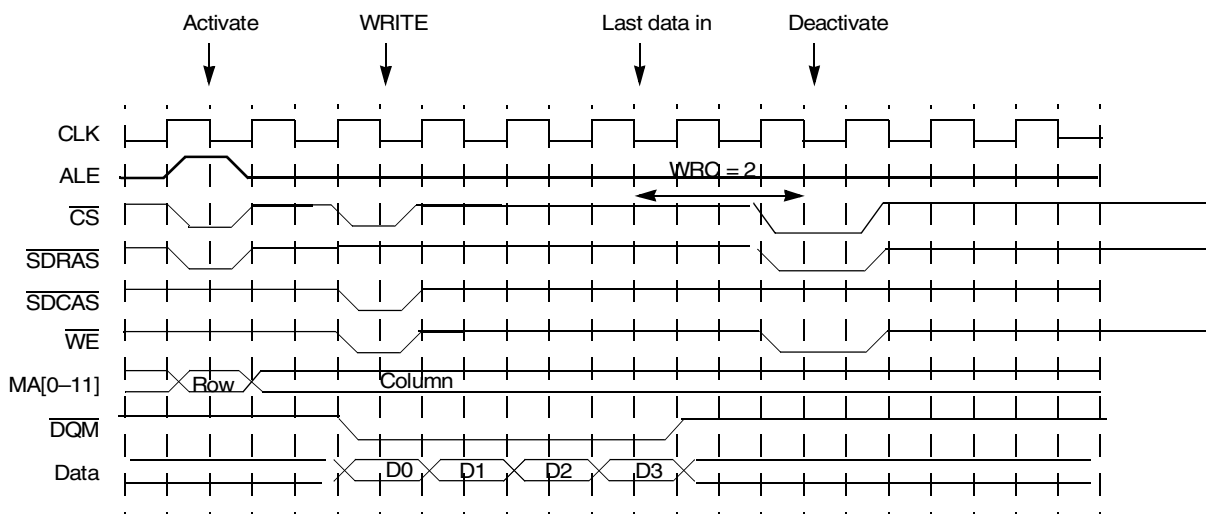 Activate WRITE Last data in Deactivate
CLK
ALE
WRC = 2
CS
SDRAS
SDCAS
WE
MA[0–11] Row Column
DQM
Data D0 D1 D2 D3